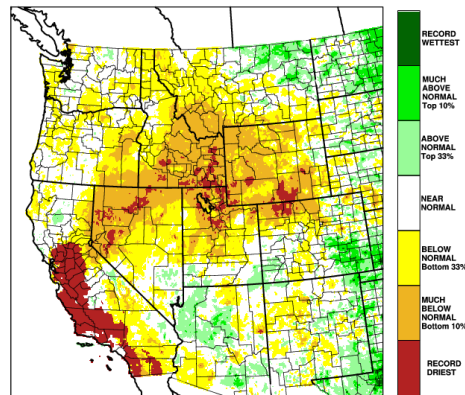 RECORD
WETTEST
MUCH
ABOVE
NORMAL
Top 10%
ABOVE
NORMAL
Top 33%
NEAR
NORMAL
BELOW
NORMAL
Bottom 33%
MUCH
BELOW
NORMAL
Bottom 10%
RECORD
DRIEST